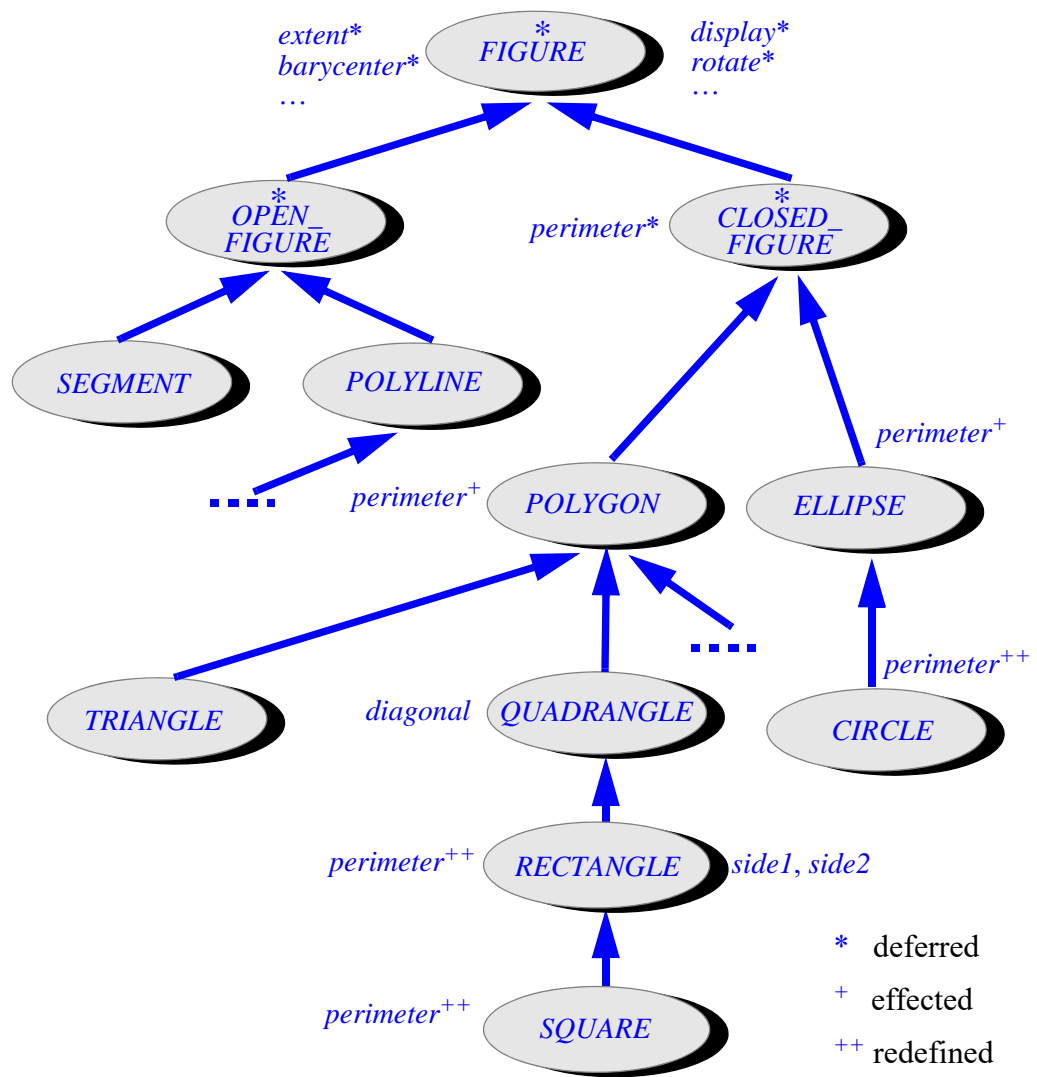 extent*
barycenter*
…
*
FIGURE
display*
rotate*
…
*
OPEN_
FIGURE
perimeter*
*
CLOSED_
FIGURE
SEGMENT
POLYLINE
perimeter+
perimeter+
POLYGON
ELLIPSE
perimeter++
TRIANGLE
diagonal
QUADRANGLE
CIRCLE
perimeter++
RECTANGLE
side1, side2
perimeter++
SQUARE
* deferred
+ effected
++ redefined